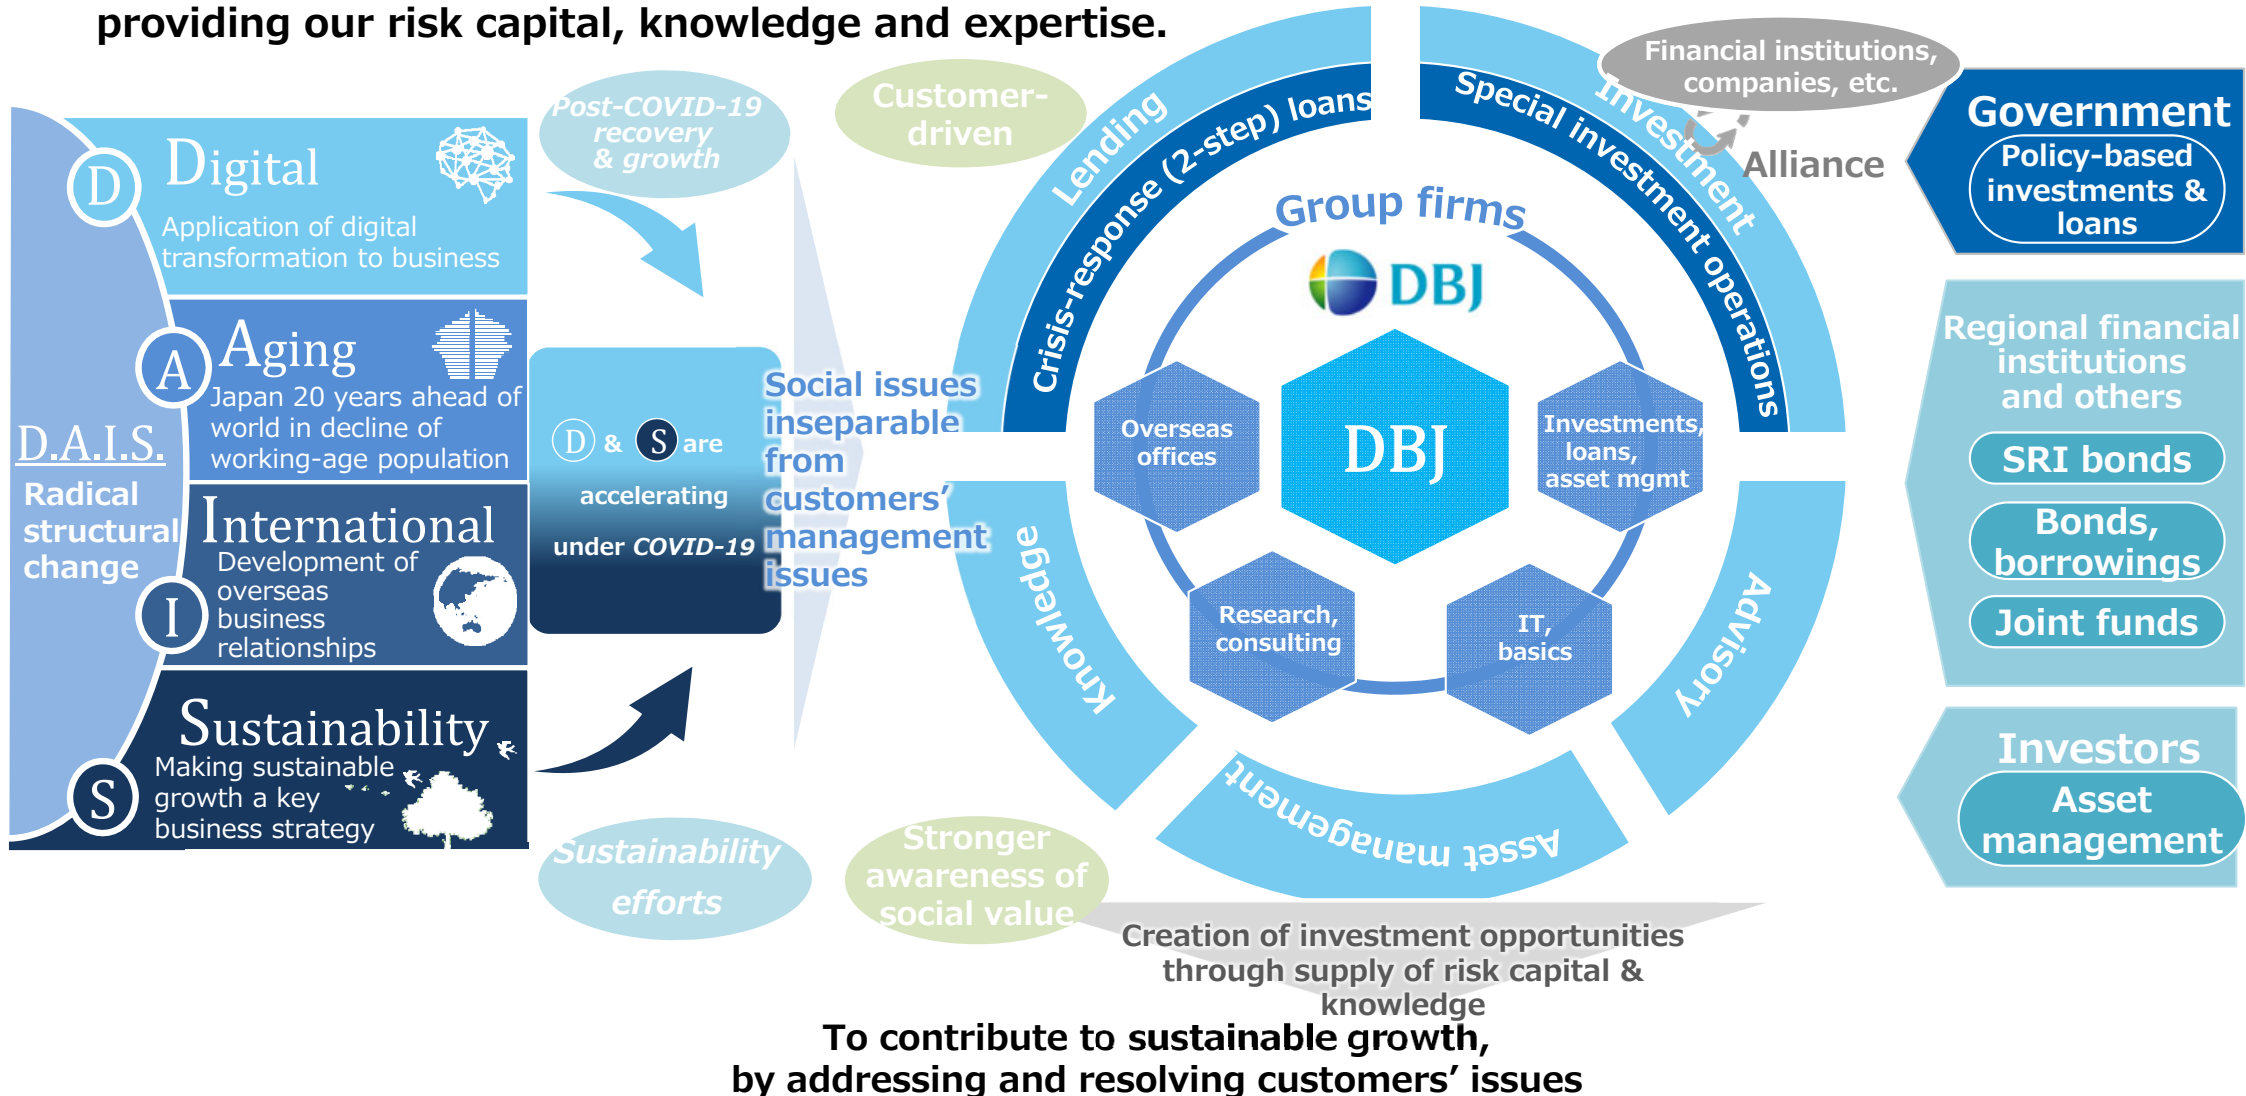 providing our risk capital, knowledge and expertise.
D.A.I.S.
Radical
structural
change
D
Digital
Application of digital
transformation to business
A
Aging
Japan 20 years ahead of
world in decline of
working-age population
I
International
Development of
overseas
business
relationships
S
Sustainability
Making sustainable
growth a key
business strategy
Post-COVID-19
recovery
& growth
D & S are
accelerating
under COVID-19
Sustainability
efforts
Customer-
driven
Social issues
inseparable
from
customers’
management
issues
Stronger
awareness of
social value
Lending
Crisis-response (2-step) loans
Investment
Special investment operations
Knowledge
Asset management
Advisory
Group firms
DBJ
DBJ
Overseas
offices
Investments,
loans,
asset mgmt
Research,
consulting
IT,
basics
Financial institutions,
companies, etc.
Alliance
Government
Policy-based
investments &
loans
Regional financial
institutions
and others
SRI bonds
Bonds,
borrowings
Joint funds
Investors
Asset
management
Creation of investment opportunities
through supply of risk capital &
knowledge
To contribute to sustainable growth,
by addressing and resolving customers’ issues